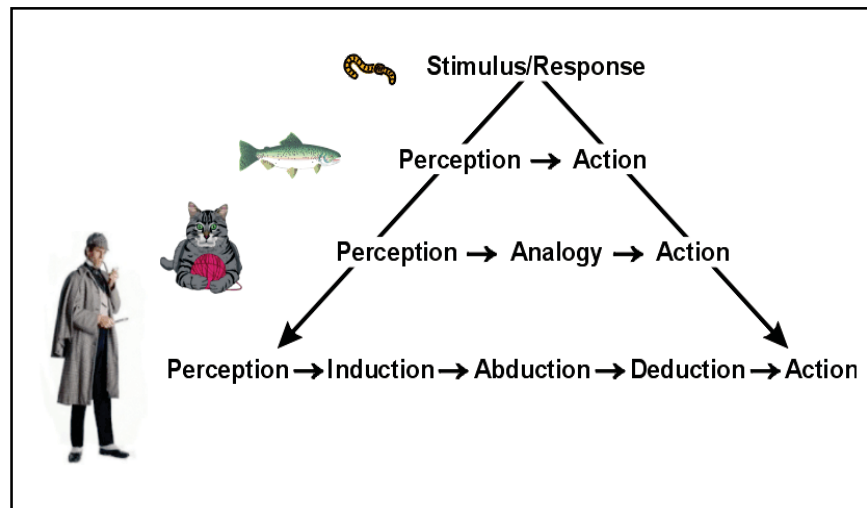 Stimulus/Response
Perception → Action
Perception → Analogy → Action
Perception → Induction → Abduction → Deduction → Action